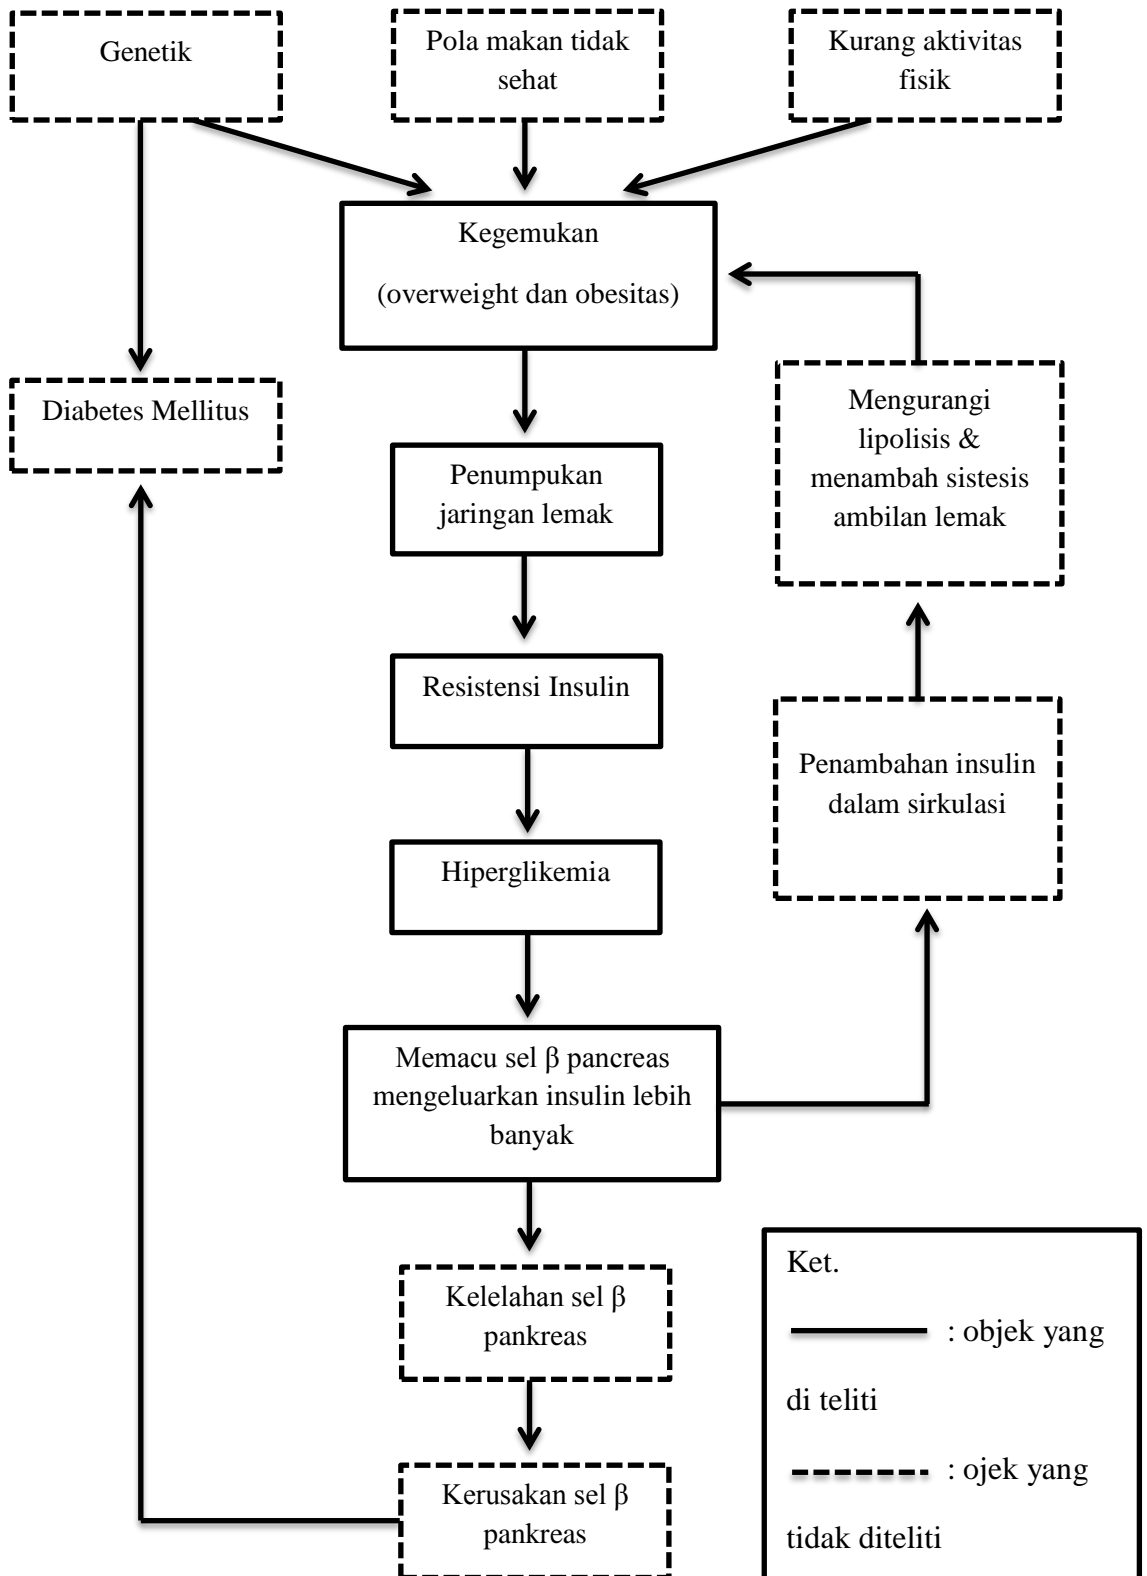 Genetik
Pola makan tidak
sehat
Kurang aktivitas
fisik
Kegemukan
(overweight dan obesitas)
Diabetes Mellitus
Mengurangi
lipolisis &
menambah sistesis
ambilan lemak
Penumpukan
jaringan lemak
Resistensi Insulin
Penambahan insulin
dalam sirkulasi
Hiperglikemia
Memacu sel β pancreas
mengeluarkan insulin lebih
banyak
Kelelahan sel β
pankreas
Kerusakan sel β
pankreas
Ket.
: objek yang
di teliti
: ojek yang
tidak diteliti